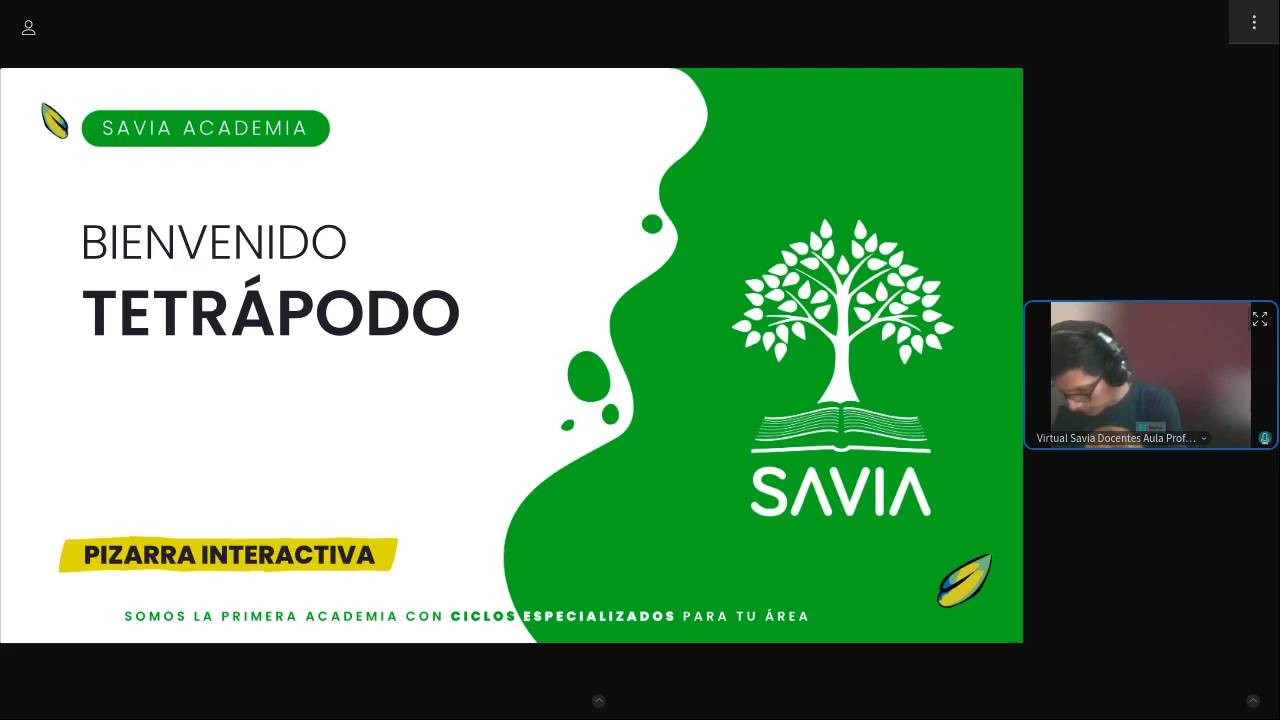 SAVIA ACADEMIA
BIENVENIDO
TETRÁPODO
SAVIA
PIZARRA INTERACTIVA
SOMOS LA PRIMERA ACADEMIA CON CICLOS ESPECIALIZADOS PARA TU ÁREA
Virtual Savia Docentes Aula Prof...